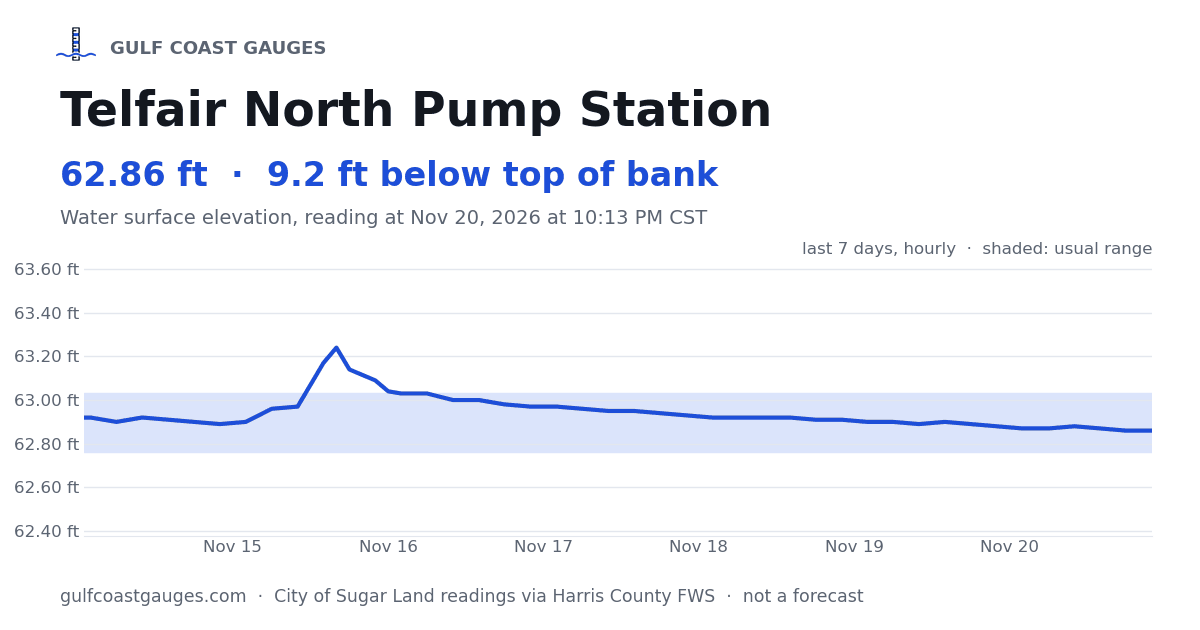 GULF COAST GAUGES
Telfair North Pump Station
62.86 ft · 9.2 ft below top of bank
Water surface elevation, reading at Nov 20, 2026 at 10:13 PM CST
last 7 days, hourly · shaded: usual range
63.60 ft
63.40 ft
63.20 ft
63.00 ft
62.80 ft
62.60 ft
62.40 ft
Nov 15 Nov 16 Nov 17 Nov 18 Nov 19 Nov 20
gulfcoastgauges.com · City of Sugar Land readings via Harris County FWS · not a forecast